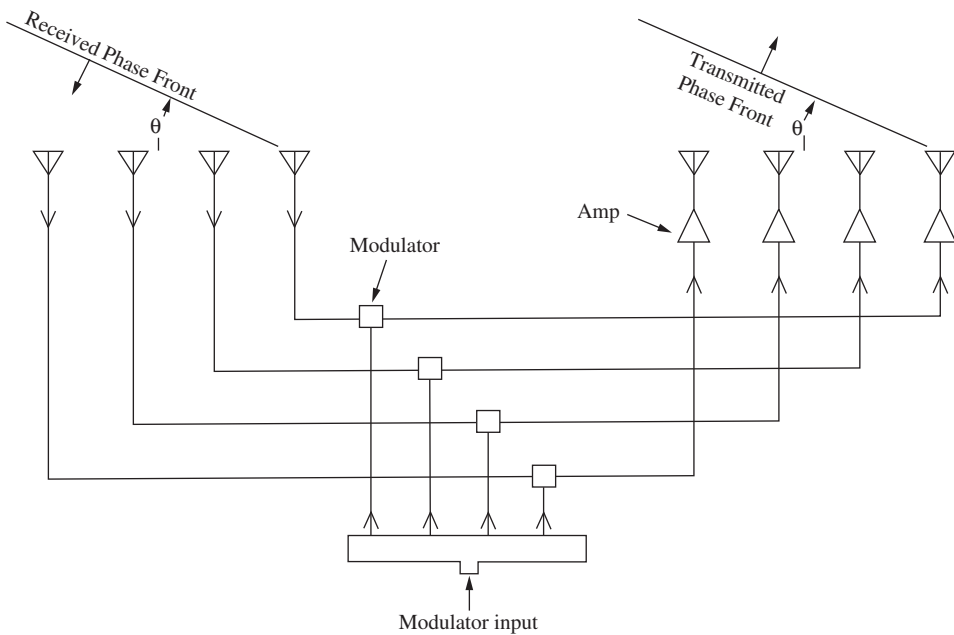 Received Phase Front
θ
Transmitted
Phase Front
θ
Amp
Modulator
Modulator input